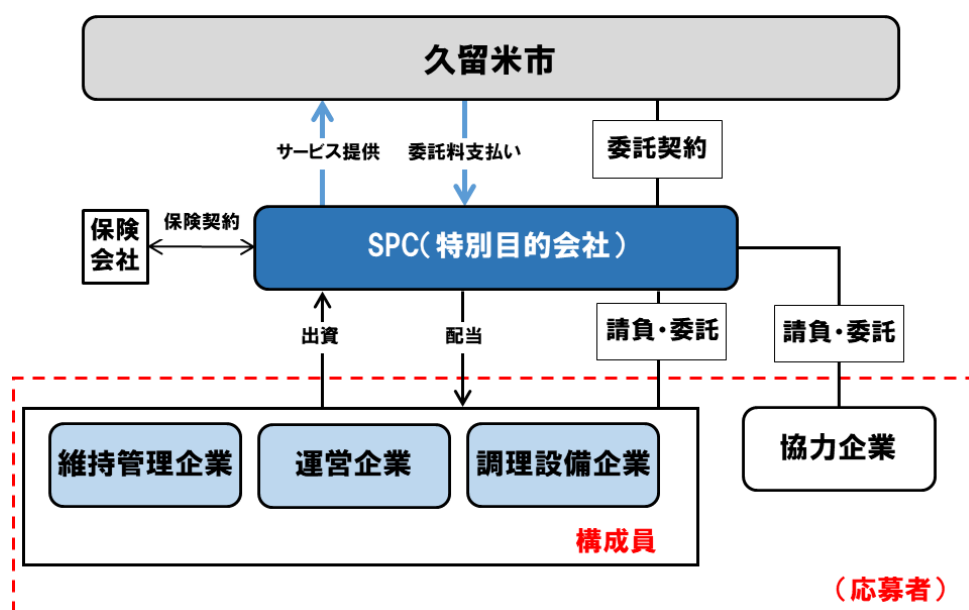 久留米市
サービス提供
委託料支払い
委託契約
保険
会社
保険契約
SPC(特別目的会社)
出資
配当
請負・委託
請負・委託
維持管理企業
運営企業
調理設備企業
協力企業
構成員
(応募者)